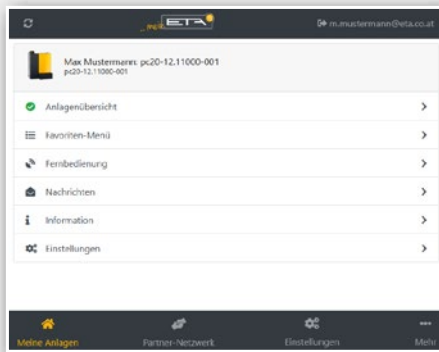 mein ETA
m.mustermann@eta.co.at
Max Mustermann: pc20-12.11000-001
pc20-12.11000-001
Anlagenübersicht
Favoriten-Menü
Fernbedienung
Nachrichten
Information
Einstellungen
Meine Anlagen
Partner-Netzwerk
Einstellungen
Mehr